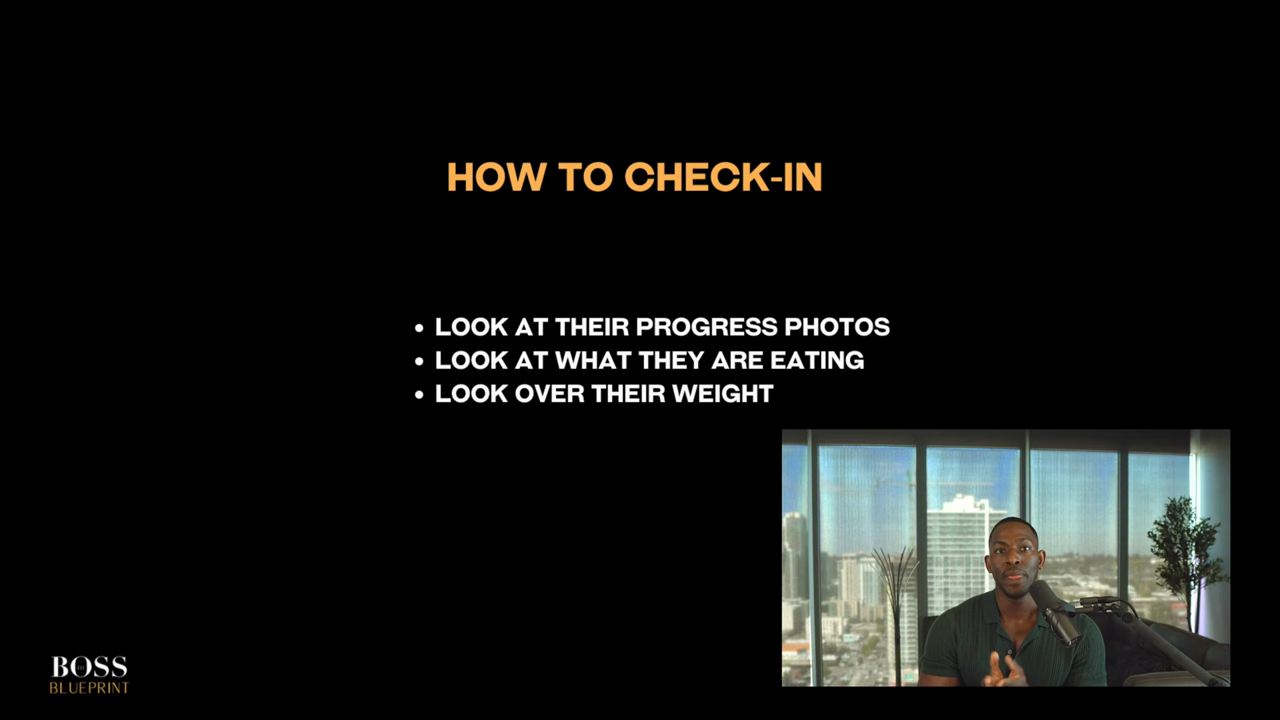 HOW TO CHECK-IN
• LOOK AT THEIR PROGRESS PHOTOS
• LOOK AT WHAT THEY ARE EATING
• LOOK OVER THEIR WEIGHT
BOSS
BLUEPRINT